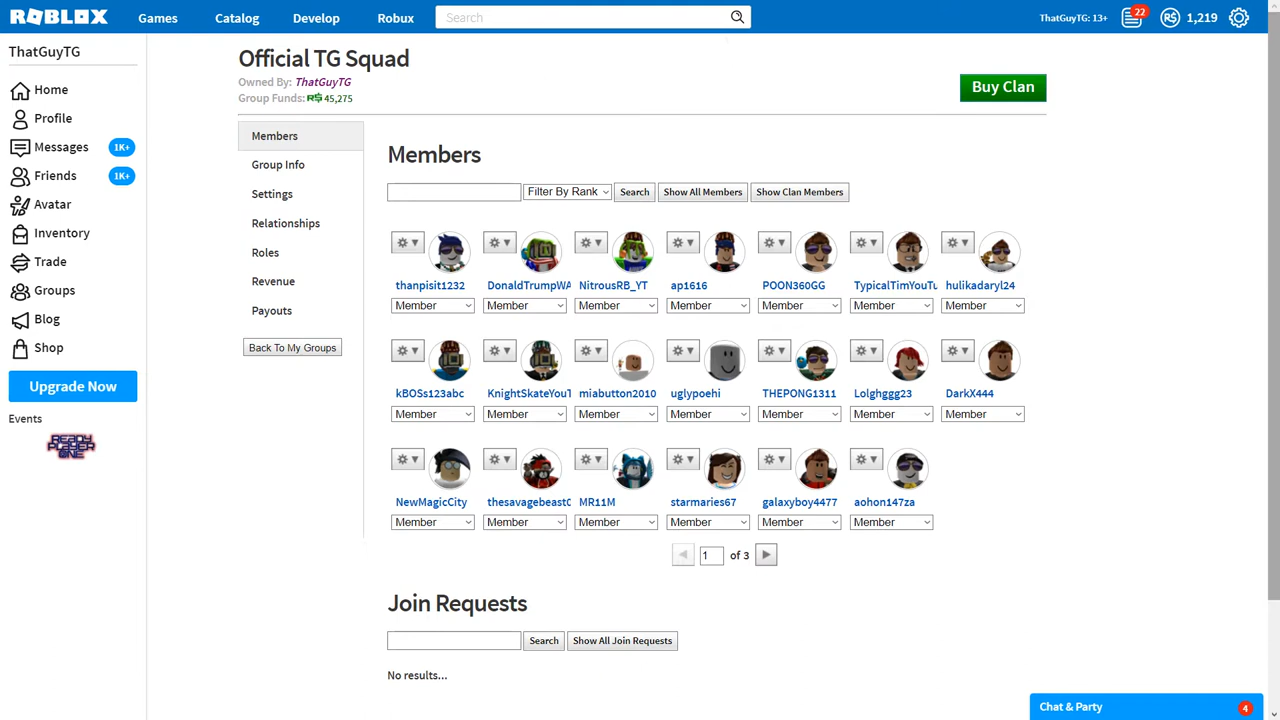 ROBLOX Games Catalog Develop Robux Search ThatGuyTG: 13+ 22 R$ 1,219
ThatGuyTG
Home
Profile
Messages 1K+
Friends 1K+
Avatar
Inventory
Trade
Groups
Blog
Shop
Upgrade Now
Events
READY PLAYER ONE
Official TG Squad
Owned By: ThatGuyTG
Group Funds: R$ 45,275
Buy Clan
Members
Group Info
Settings
Relationships
Roles
Revenue
Payouts
Back To My Groups
Members
Filter By Rank Search Show All Members Show Clan Members
thanpisit1232 DonaldTrumpWA NitrousRB_YT ap1616 POON360GG TypicalTimYouTu hulikadaryl24
Member Member Member Member Member Member Member
kBOSs123abc KnightSkateYouT miabutton2010 uglypoehi THEPONG1311 Lolghggg23 DarkX444
Member Member Member Member Member Member Member
NewMagicCity thesavagebeast0 MR11M starmaries67 galaxyboy4477 aohon147za
Member Member Member Member Member Member
1 of 3
Join Requests
Search Show All Join Requests
No results...
Chat & Party 4